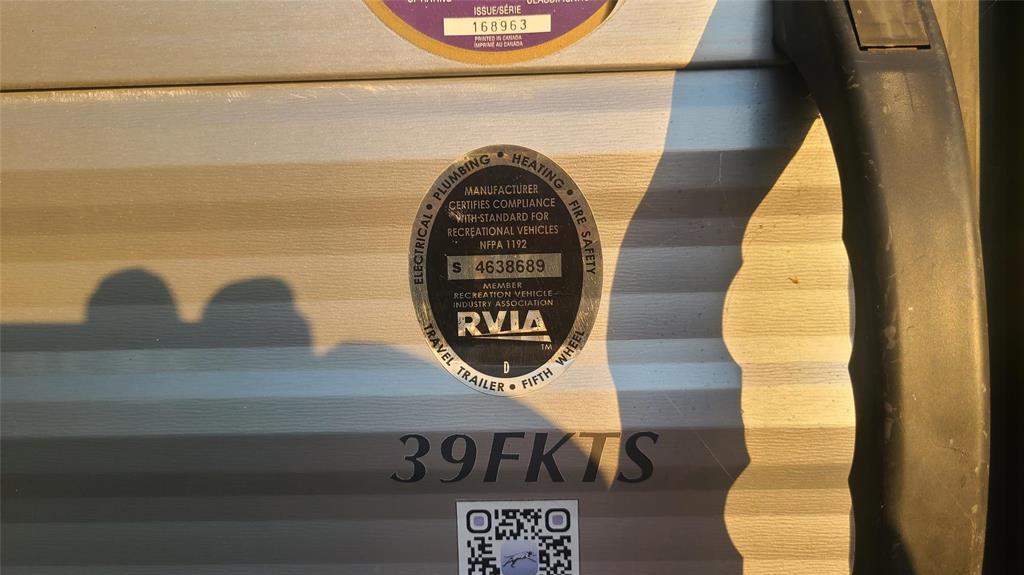 ISSUE/SÉRIE
168963
PRINTED IN CANADA
IMPRIMÉ AU CANADA
ELECTRICAL • PLUMBING • HEATING • FIRE SAFETY
MANUFACTURER
CERTIFIES COMPLIANCE
WITH STANDARD FOR
RECREATIONAL VEHICLES
NFPA 1192
S 4638689
MEMBER
RECREATION VEHICLE
INDUSTRY ASSOCIATION
RVIA
TM
D
TRAVEL TRAILER • FIFTH WHEEL
39FKTS